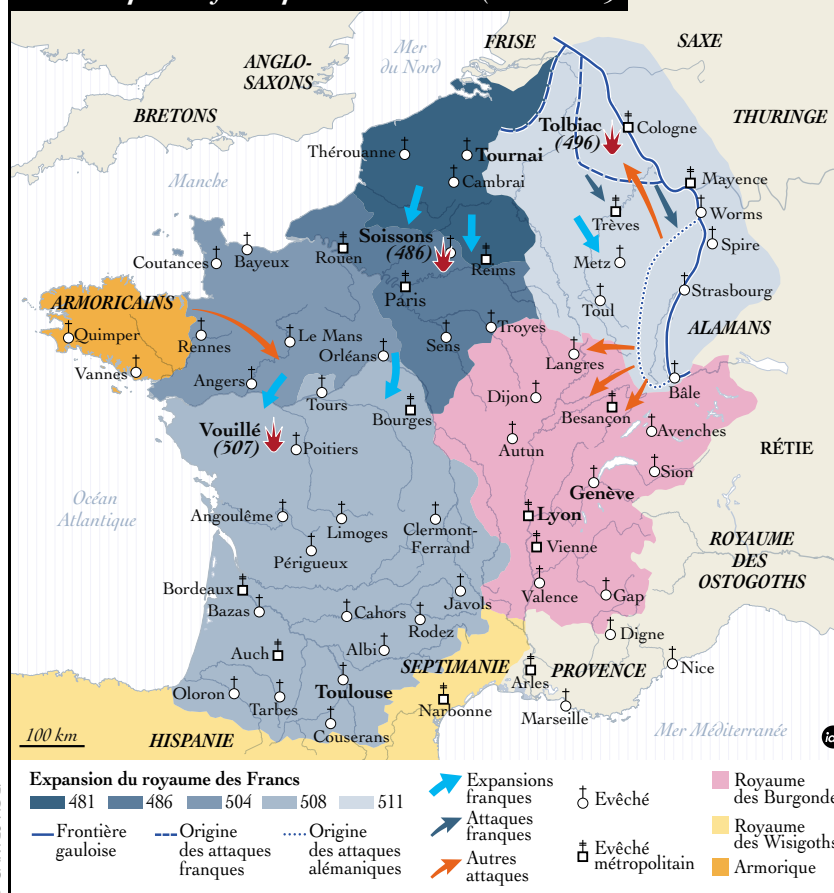 FRISE
SAXE
ANGLO-
SAXONS
Mer
du Nord
BRETONS
THURINGE
Tolbiac
(496)
Cologne
Thérouanne
Tournai
Cambrai
Manche
Mayence
Worms
Trèves
Spire
Soissons
(486)
Rouen
Reims
Metz
Coutances
Bayeux
Paris
Toul
Strasbourg
ARMORICAINS
Quimper
Rennes
Le Mans
Orléans
Sens
Troyes
ALAMANS
Langres
Vannes
Angers
Tours
Bourges
Dijon
Besançon
Bâle
Vouillé
(507)
Poitiers
Autun
Avenches
RÉTIE
Sion
Genève
Océan
Atlantique
Angoulême
Limoges
Clermont-
Ferrand
Lyon
Périgueux
Vienne
ROYAUME
DES
OSTOGOTHS
Bordeaux
Bazas
Cahors
Javols
Rodez
Valence
Gap
Auch
Albi
Digne
SEPTIMANIE
PROVENCE
Nice
Oloron
Tarbes
Toulouse
Arles
Narbonne
Marseille
Couserans
100 km
HISPANIE
Mer Méditerranée
Expansion du royaume des Francs
481 486 504 508 511
Frontière
gauloise
Origine
des attaques
franques
Origine
des attaques
alémaniques
Expansions
franques
Attaques
franques
Autres
attaques
Evêché
Evêché
métropolitain
Royaume
des Burgonde
Royaume
des Wisigoths
Armorique